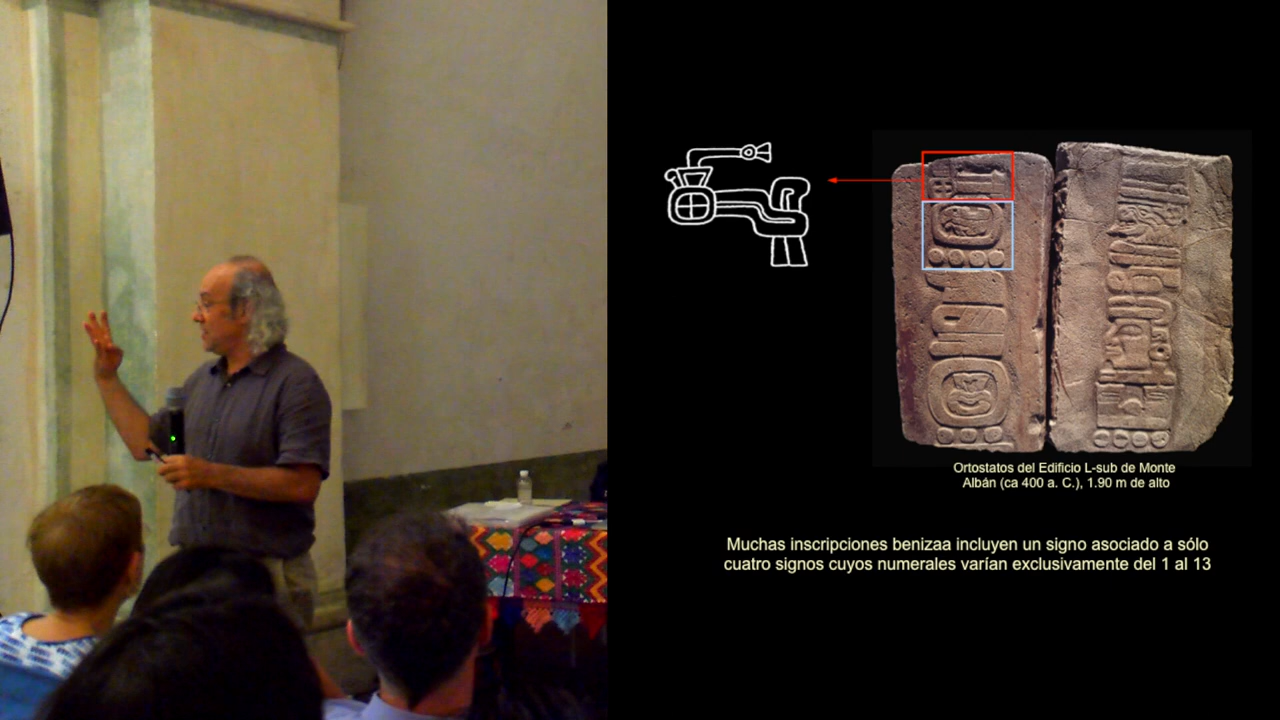 Ortostatos del Edificio L-sub de Monte
Albán (ca 400 a. C.), 1.90 m de alto
Muchas inscripciones benizaa incluyen un signo asociado a sólo
cuatro signos cuyos numerales varían exclusivamente del 1 al 13